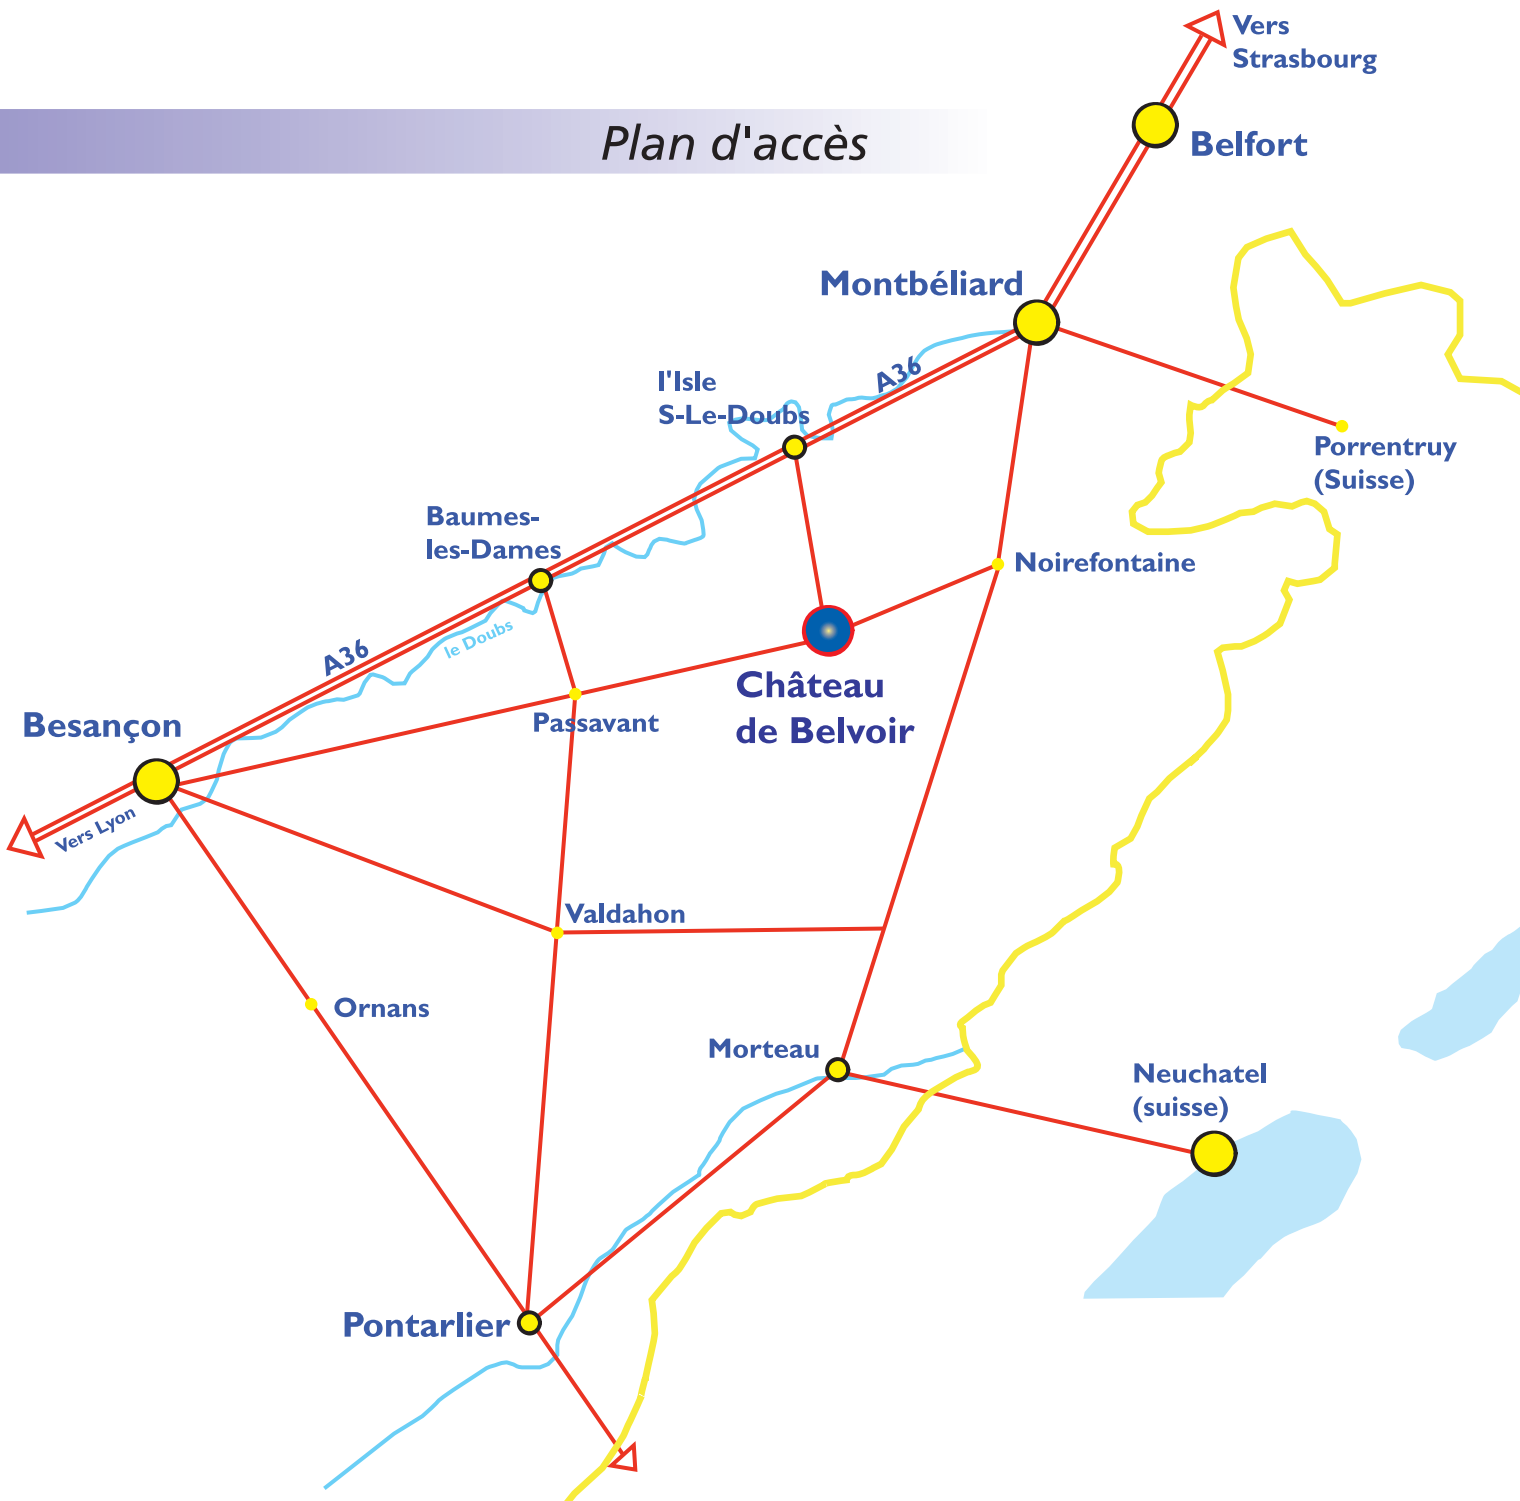 Vers
Strasbourg
Plan d'accès
Belfort
Montbéliard
A36
l'Isle
S-Le-Doubs
Porrentruy
(Suisse)
Baumes-
les-Dames
Noirefontaine
le Doubs
A36
Château
de Belvoir
Passavant
Besançon
Vers Lyon
Valdahon
Ornans
Morteau
Neuchatel
(suisse)
Pontarlier